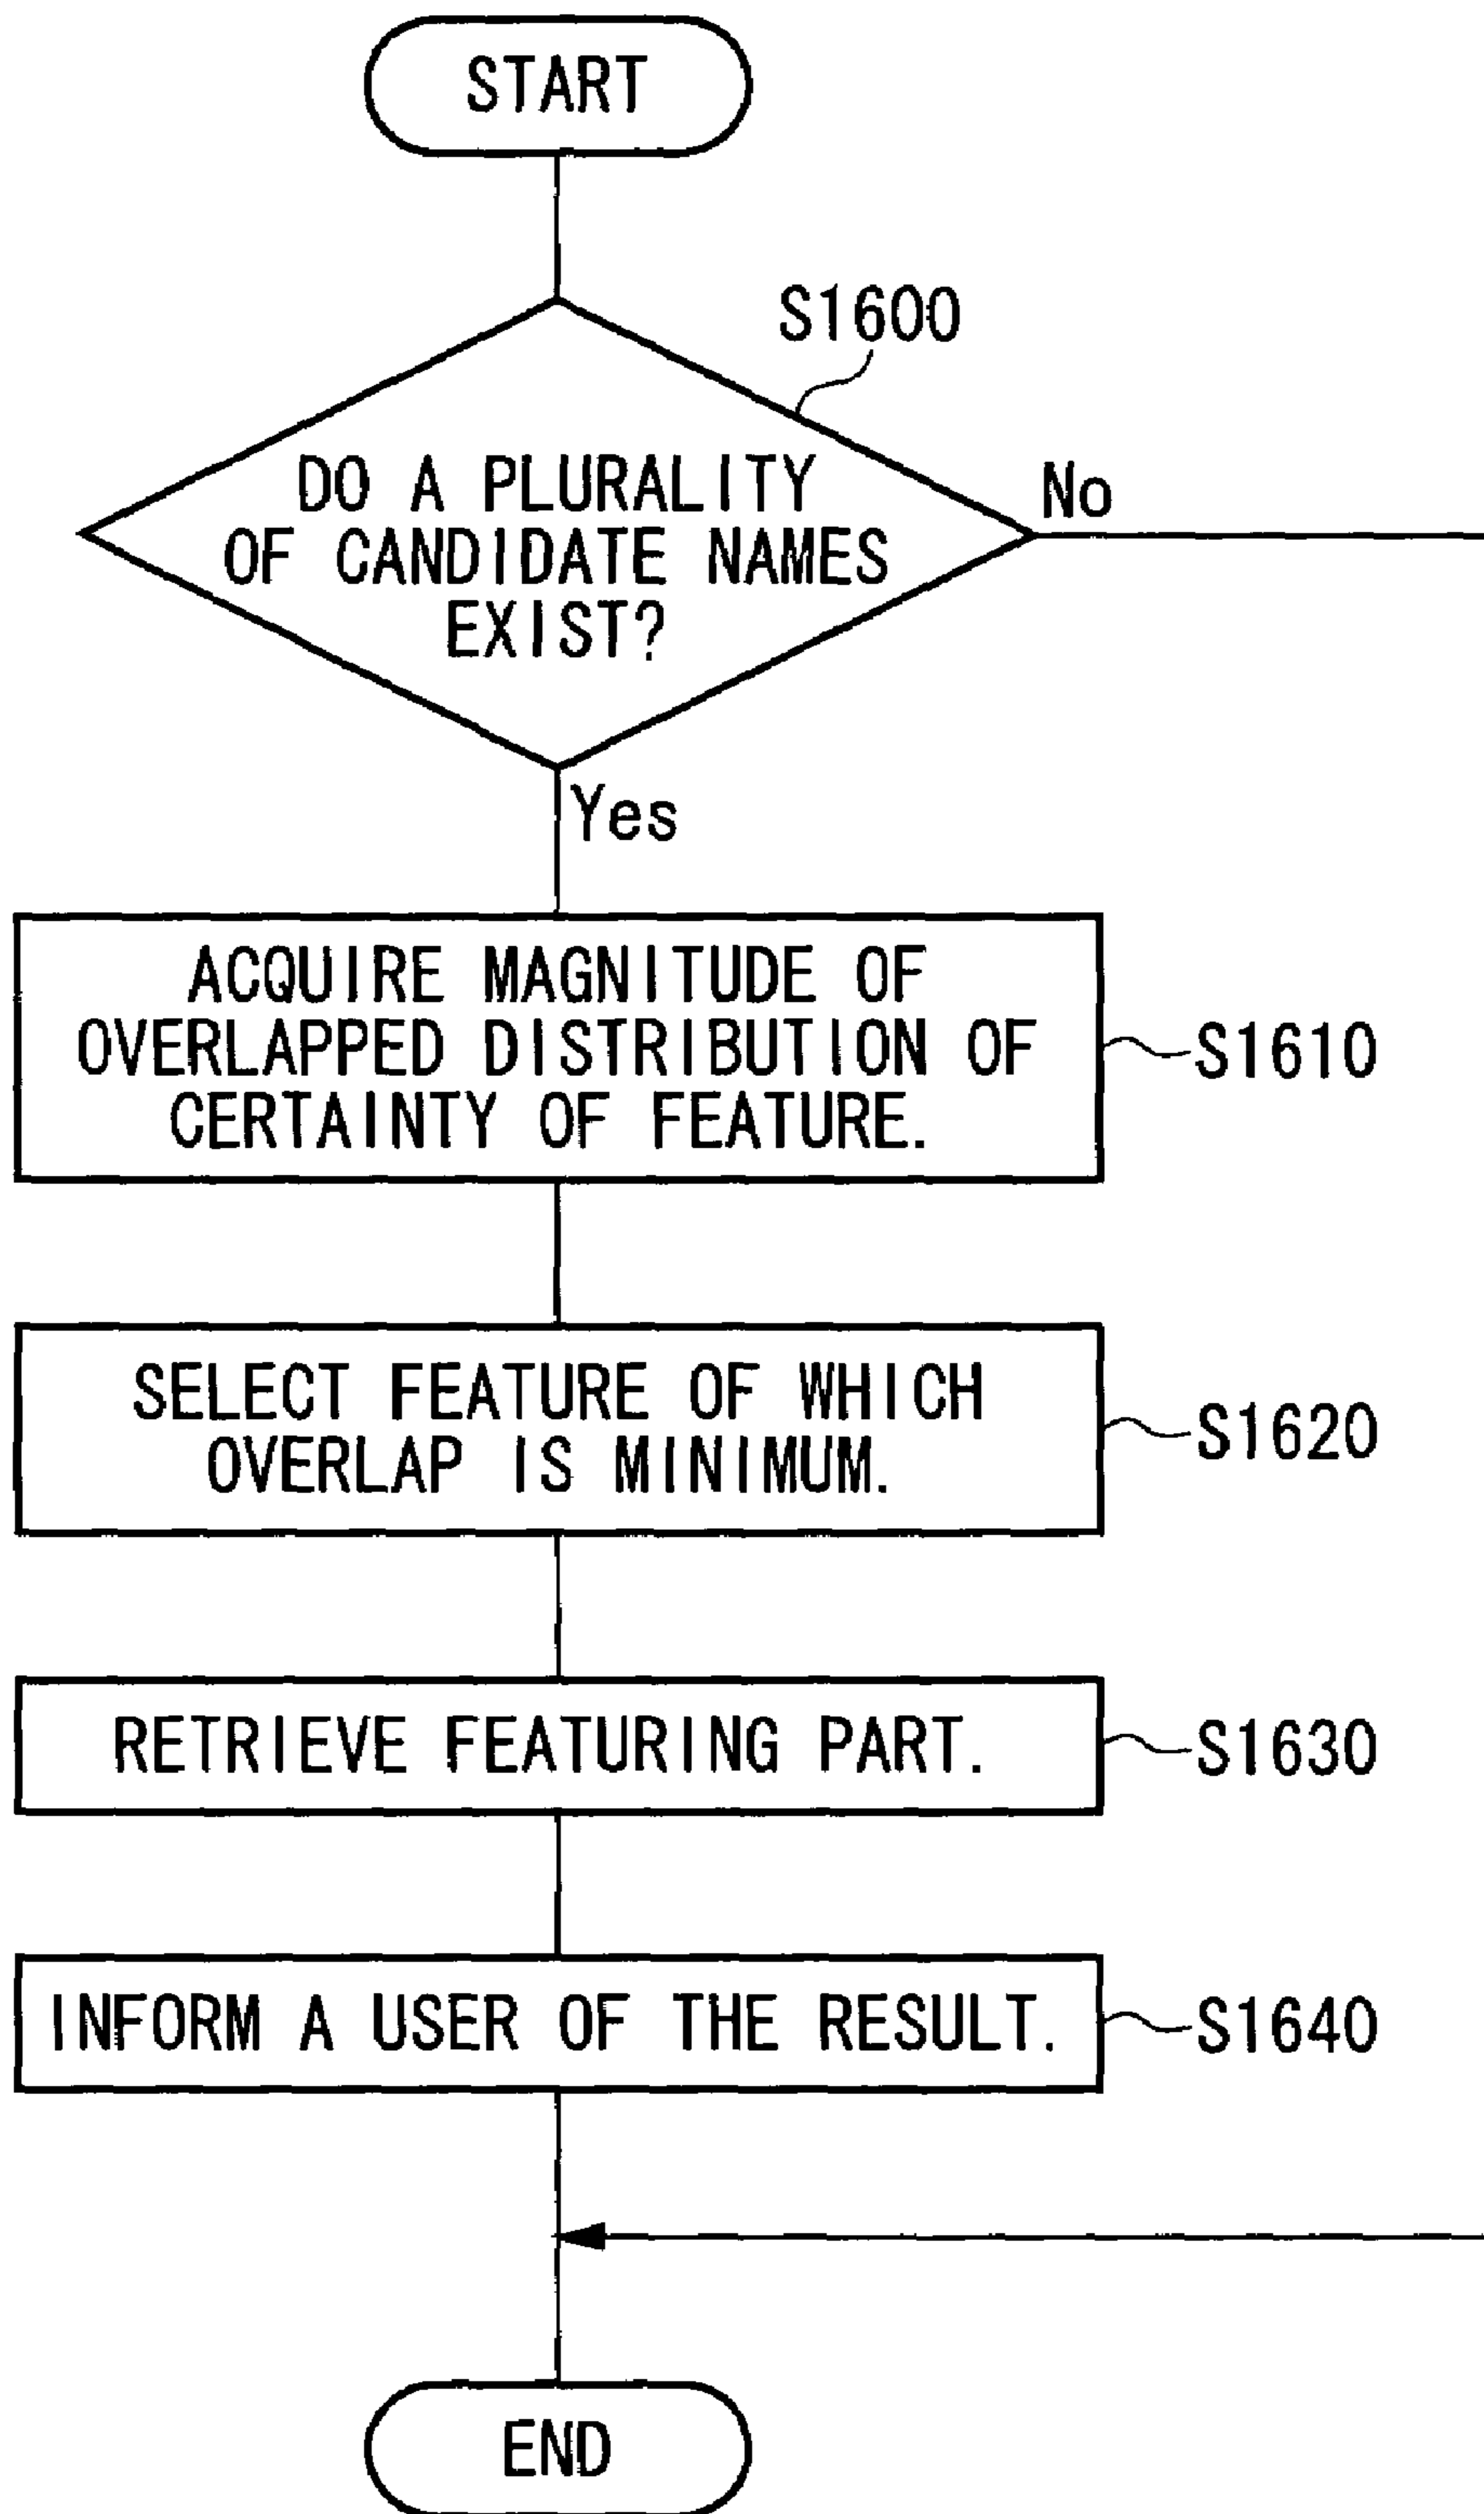 START
S1600
DO A PLURALITY
OF CANDIDATE NAMES
EXIST?
No
Yes
ACQUIRE MAGNITUDE OF
OVERLAPPED DISTRIBUTION OF
CERTAINTY OF FEATURE.
S1610
SELECT FEATURE OF WHICH
OVERLAP IS MINIMUM.
S1620
RETRIEVE FEATURING PART.
S1630
INFORM A USER OF THE RESULT.
S1640
END